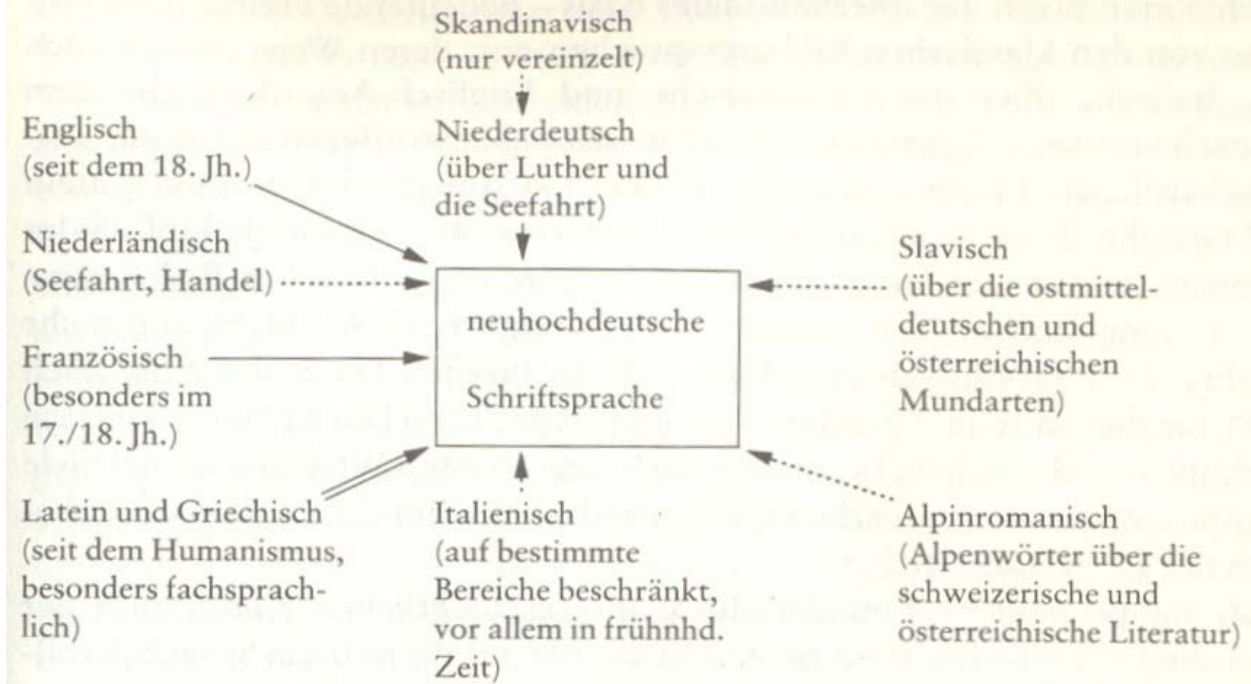 Skandinavisch
(nur vereinzelt)
Englisch
(seit dem 18. Jh.)
Niederdeutsch
(über Luther und
die Seefahrt)
Niederländisch
(Seefahrt, Handel)
Slavisch
(über die ostmittel-
deutschen und
österreichischen
Mundarten)
neuhochdeutsche
Schriftsprache
Französisch
(besonders im
17./18. Jh.)
Latein und Griechisch
(seit dem Humanismus,
besonders fachsprach-
lich)
Italienisch
(auf bestimmte
Bereiche beschränkt,
vor allem in frühnhd.
Zeit)
Alpinromanisch
(Alpenwörter über die
schweizerische und
österreichische Literatur)